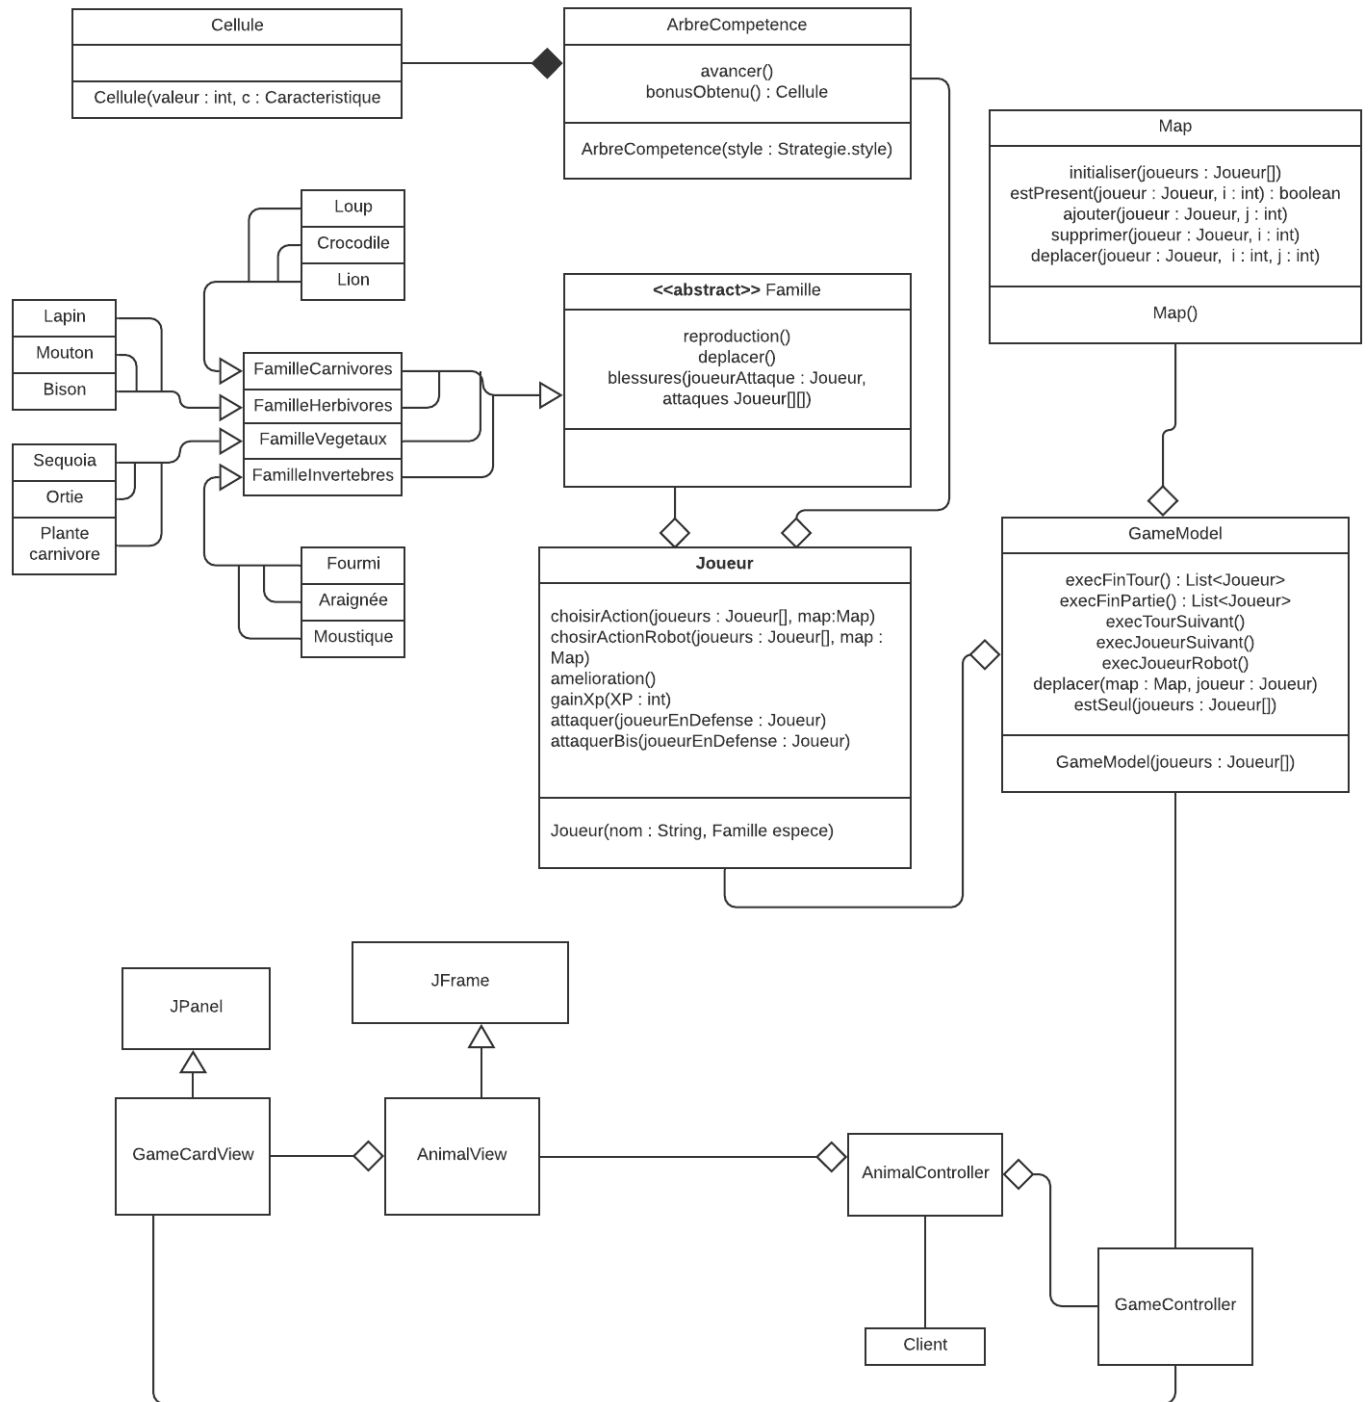 Cellule
Cellule(valeur : int, c : Caracteristique
ArbreCompetence
avancer()
bonusObtenu() : Cellule
ArbreCompetence(style : Strategie.style)
Map
initialiser(joueurs : Joueur[])
estPresent(joueur : Joueur, i : int) : boolean
ajouter(joueur : Joueur, j : int)
supprimer(joueur : Joueur, i : int)
deplacer(joueur : Joueur,  i : int, j : int)
Map()
Loup
Crocodile
Lion
Lapin
Mouton
Bison
FamilleCarnivores
FamilleHerbivores
FamilleVegetaux
FamilleInvertebres
Sequoia
Ortie
Plante
carnivore
Fourmi
Araignée
Moustique
<<abstract>> Famille
reproduction()
deplacer()
blessures(joueurAttaque : Joueur,
attaques Joueur[][])
Joueur
choisirAction(joueurs : Joueur[], map:Map)
chosirActionRobot(joueurs : Joueur[], map :
Map)
amelioration()
gainXp(XP : int)
attaquer(joueurEnDefense : Joueur)
attaquerBis(joueurEnDefense : Joueur)
Joueur(nom : String, Famille espece)
GameModel
execFinTour() : List<Joueur>
execFinPartie() : List<Joueur>
execTourSuivant()
execJoueurSuivant()
execJoueurRobot()
deplacer(map : Map, joueur : Joueur)
estSeul(joueurs : Joueur[])
GameModel(joueurs : Joueur[])
JPanel
JFrame
GameCardView
AnimalView
AnimalController
GameController
Client